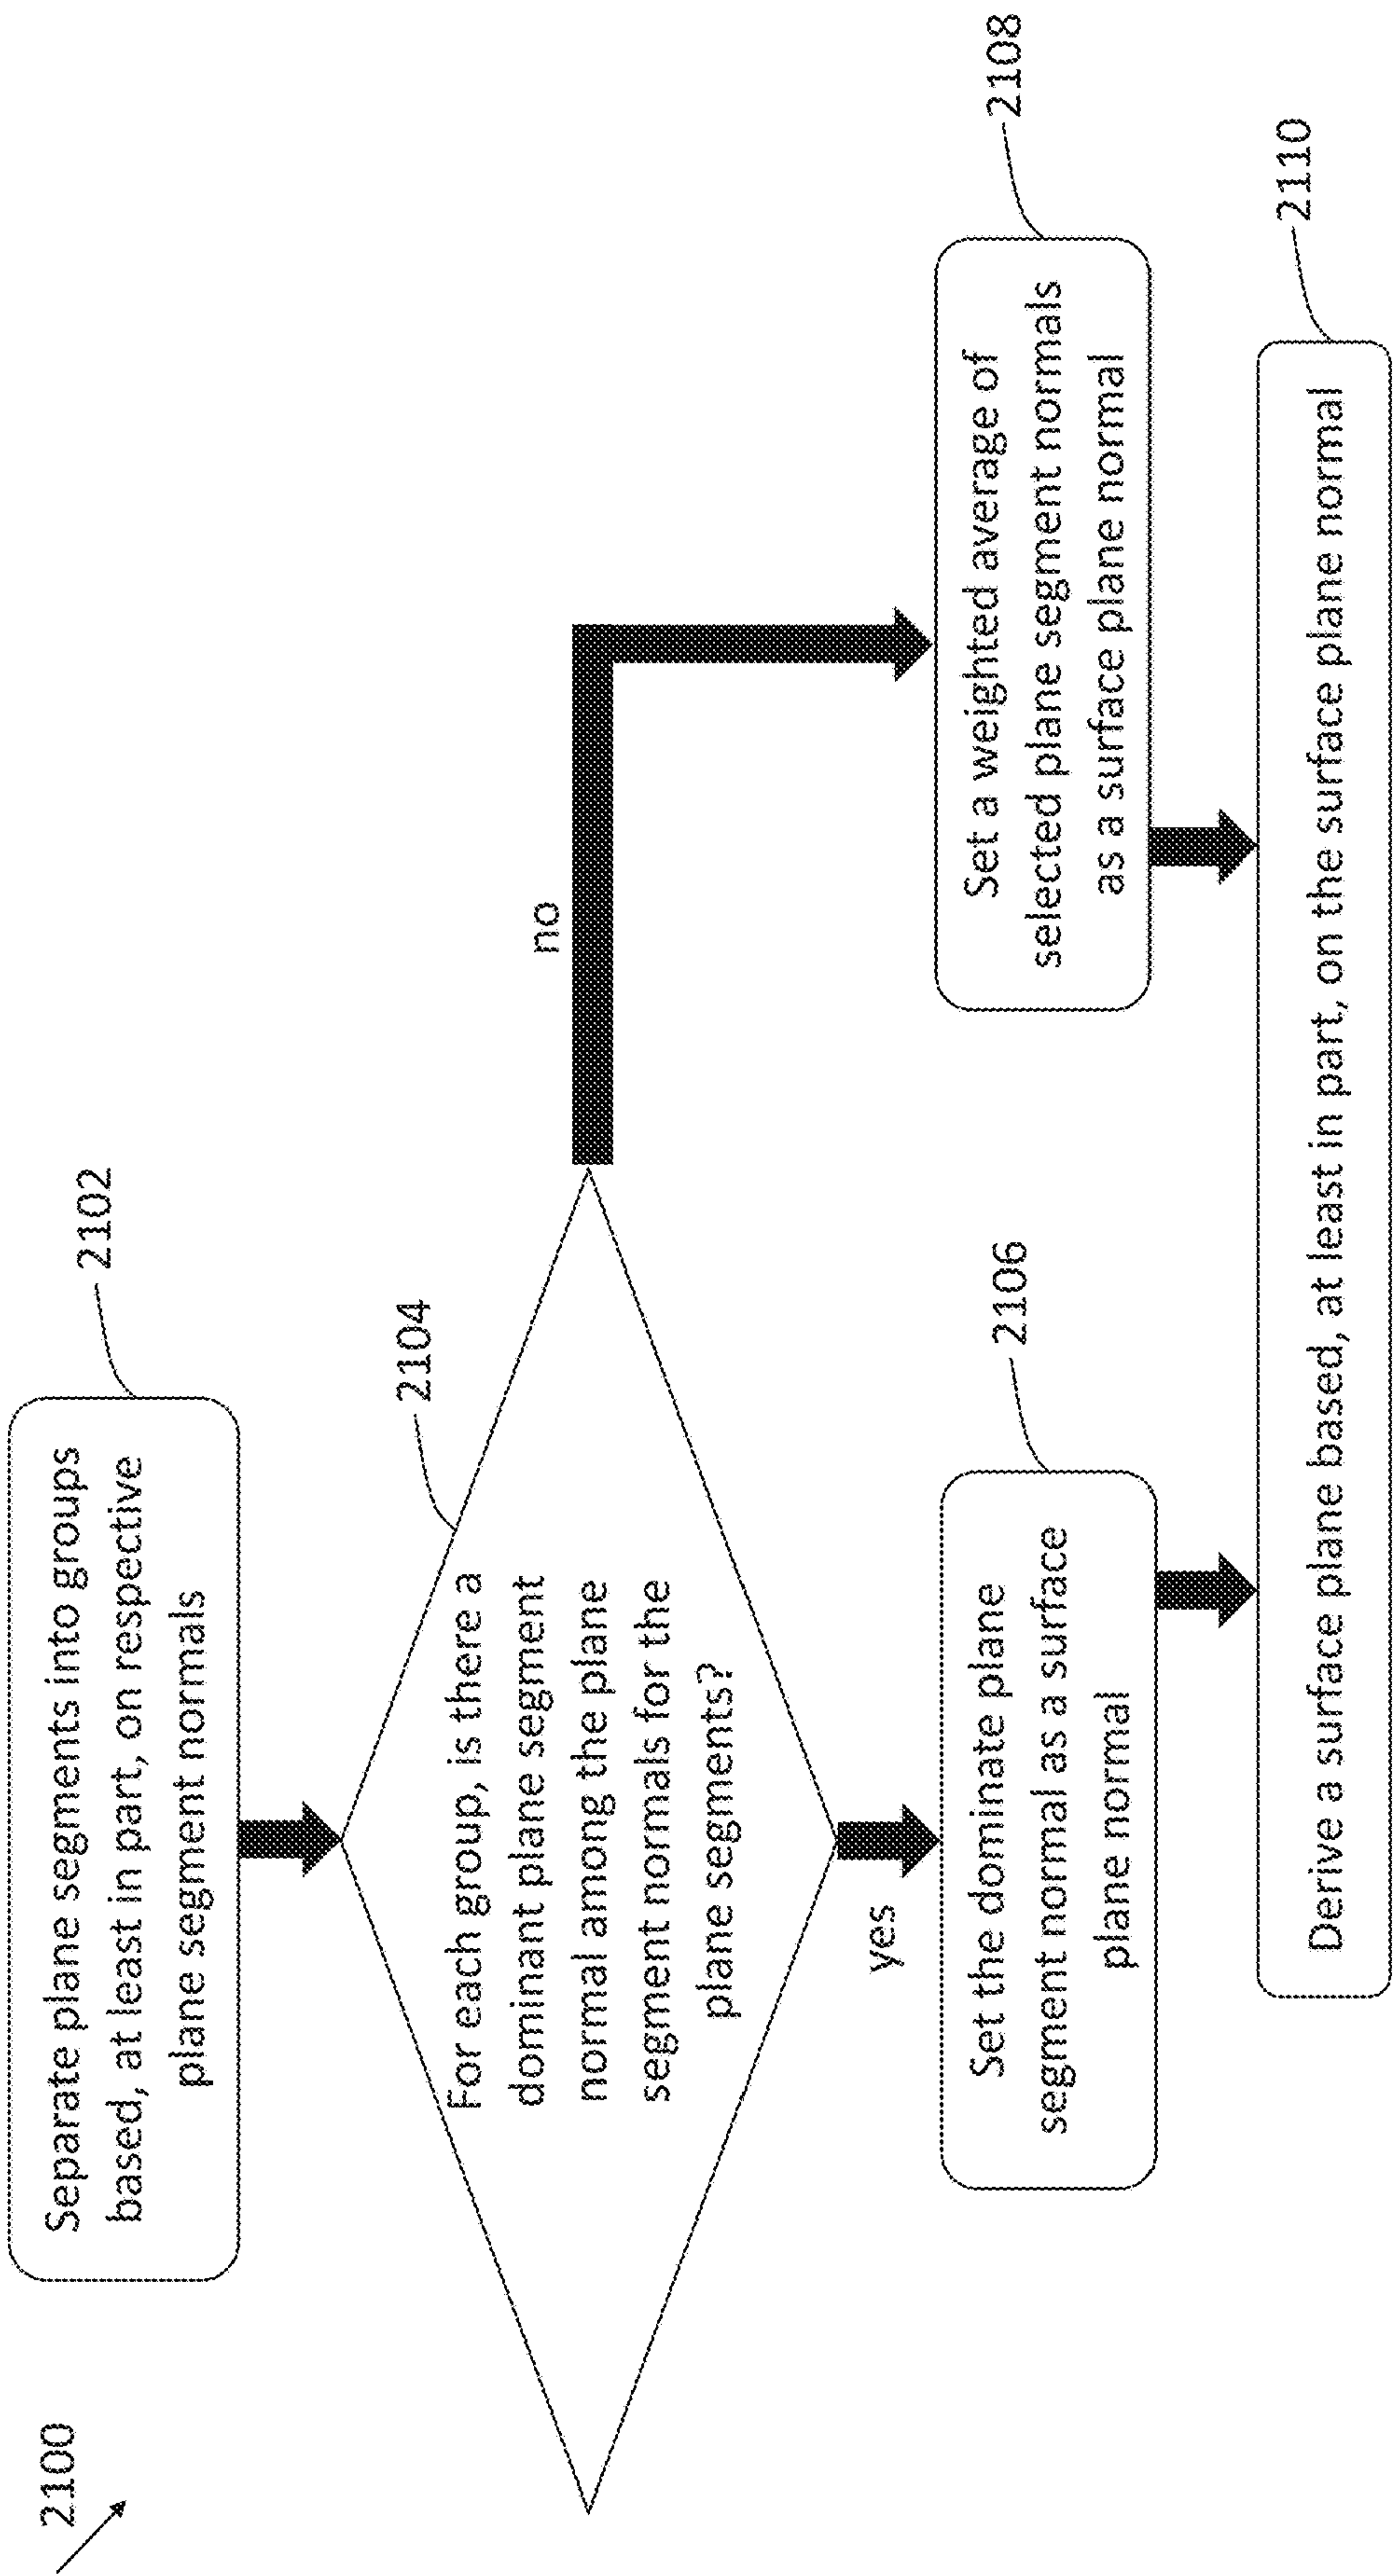 2100
Separate plane segments into groups
based, at least in part, on respective
plane segment normals
2102
For each group, is there a
dominant plane segment
normal among the plane
segment normals for the
plane segments?
2104
no
yes
Set the dominate plane
segment normal as a surface
plane normal
2106
Set a weighted average of
selected plane segment normals
as a surface plane normal
2108
Derive a surface plane based, at least in part, on the surface plane normal
2110